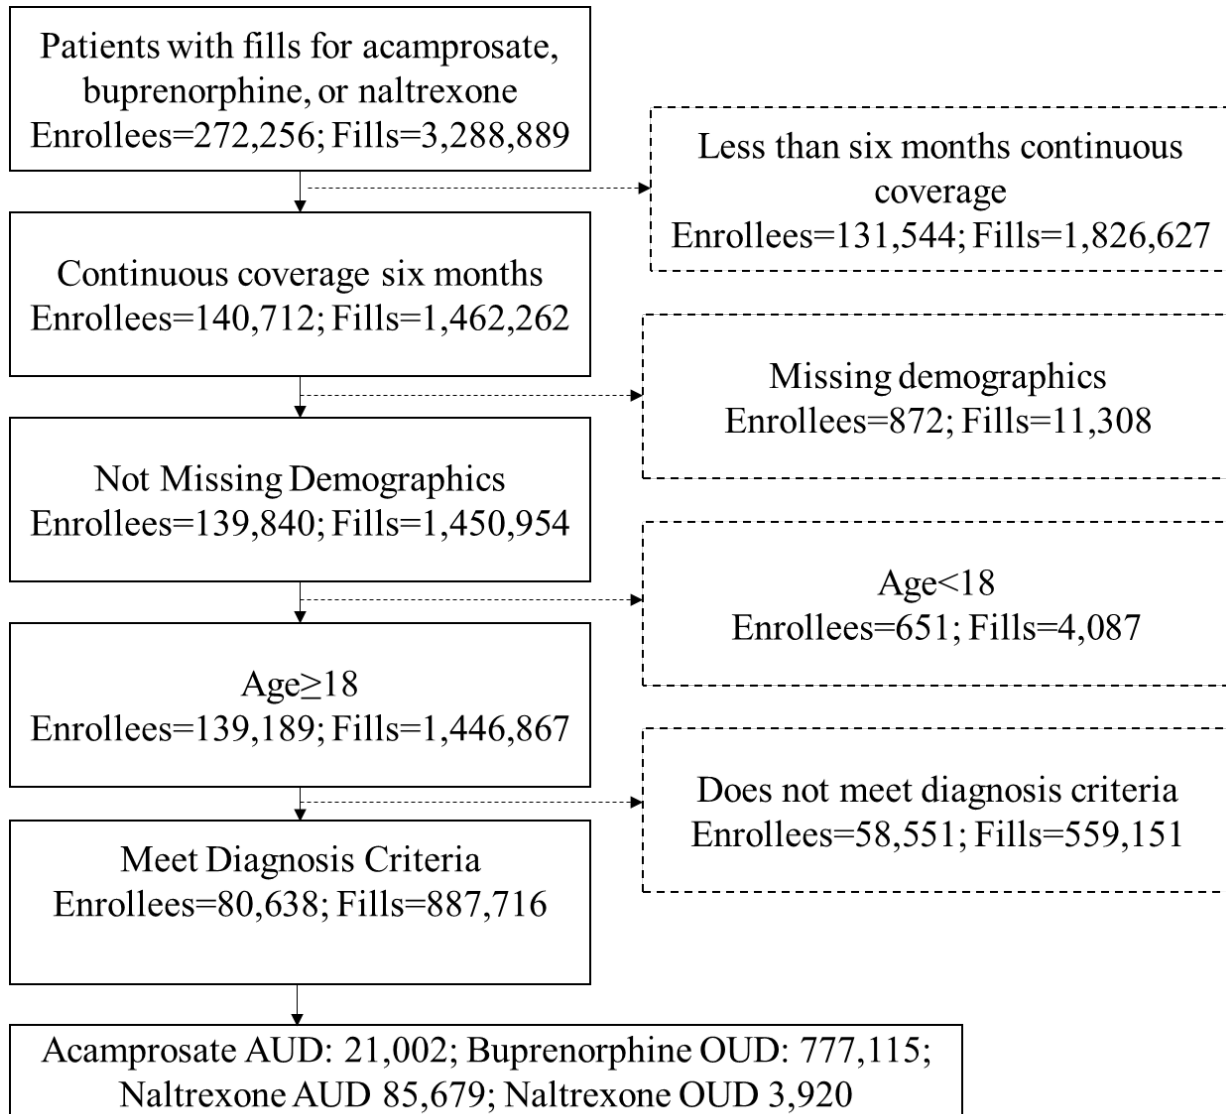 Patients with fills for acamprosate,
buprenorphine, or naltrexone
Enrollees=272,256; Fills=3,288,889
Less than six months continuous
coverage
Enrollees=131,544; Fills=1,826,627
Continuous coverage six months
Enrollees=140,712; Fills=1,462,262
Missing demographics
Enrollees=872; Fills=11,308
Not Missing Demographics
Enrollees=139,840; Fills=1,450,954
Age<18
Enrollees=651; Fills=4,087
Age≥18
Enrollees=139,189; Fills=1,446,867
Does not meet diagnosis criteria
Enrollees=58,551; Fills=559,151
Meet Diagnosis Criteria
Enrollees=80,638; Fills=887,716
Acamprosate AUD: 21,002; Buprenorphine OUD: 777,115;
Naltrexone AUD 85,679; Naltrexone OUD 3,920